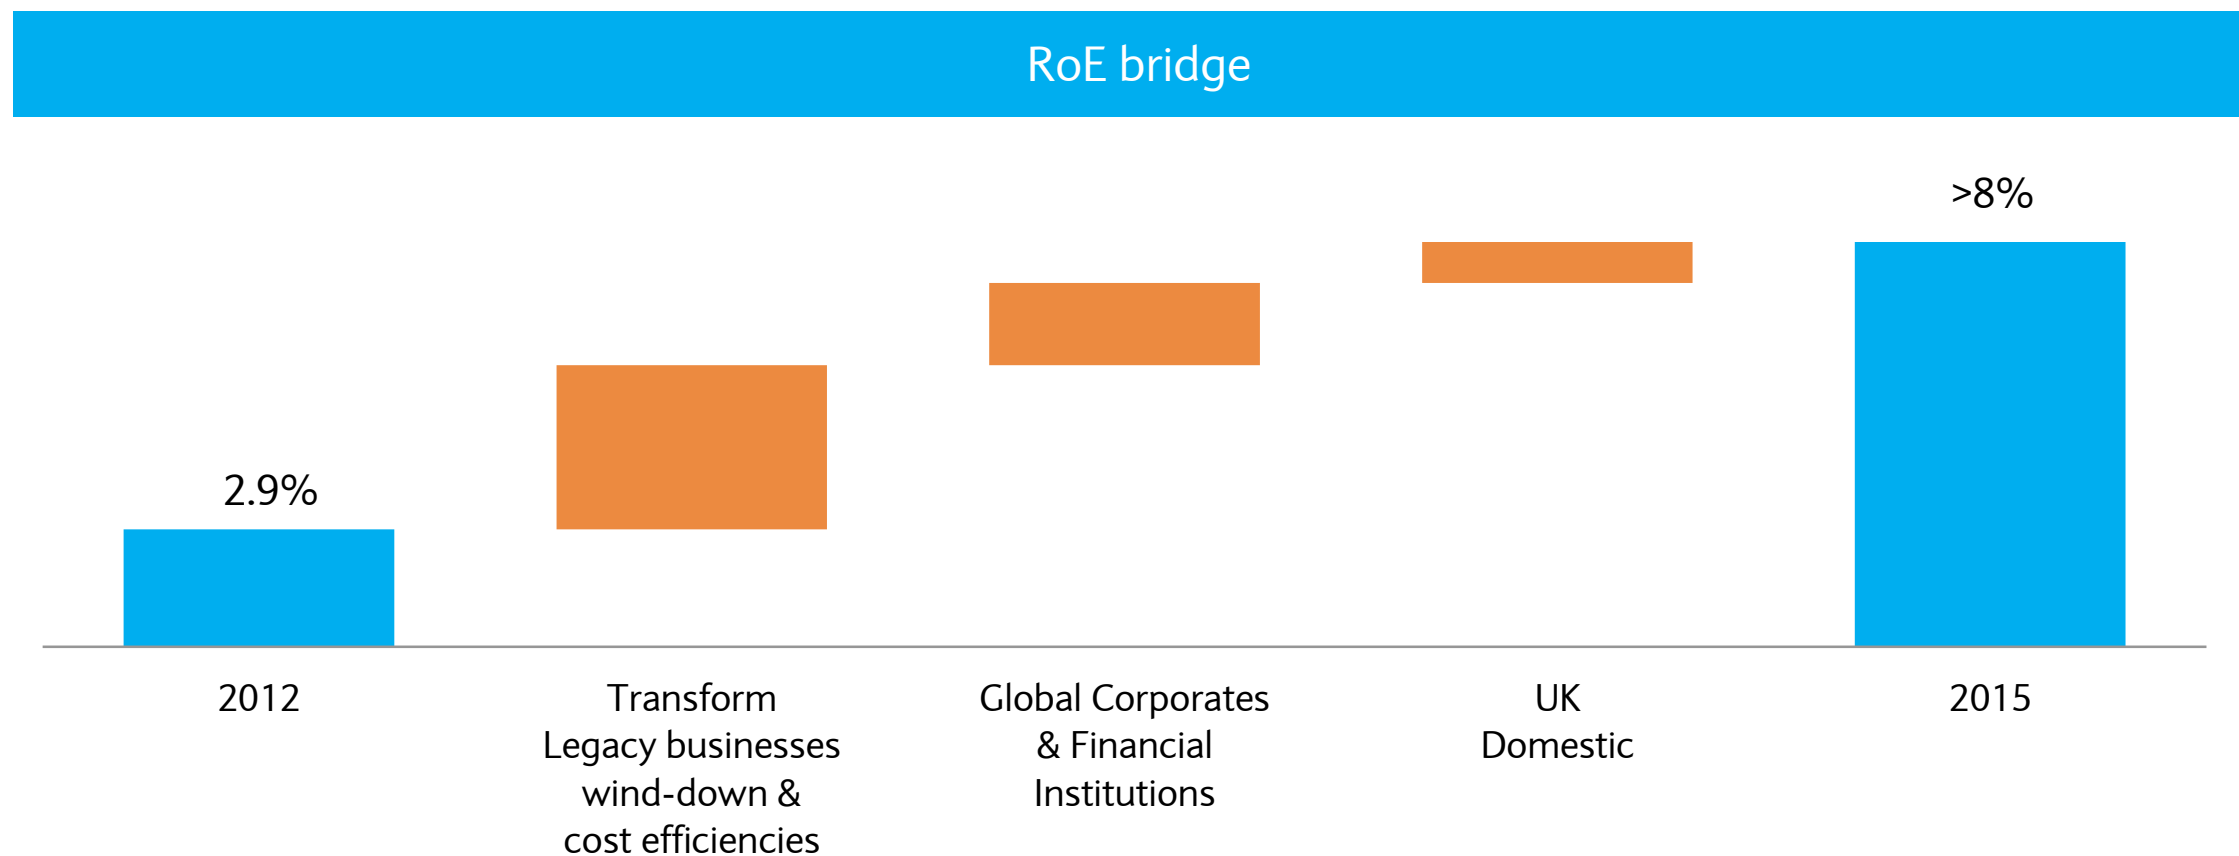 RoE bridge
>8%
2.9%
2012
Transform
Legacy businesses
wind-down &
cost efficiencies
Global Corporates
& Financial
Institutions
UK
Domestic
2015